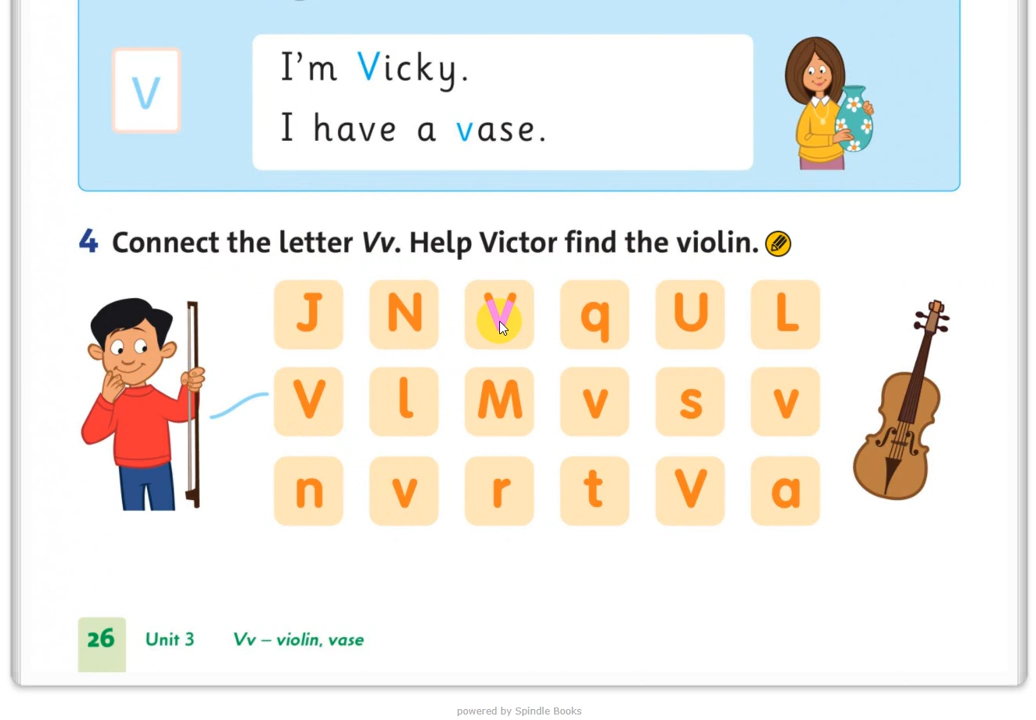 V
I'm Vicky.
I have a vase.
4 Connect the letter Vv. Help Victor find the violin.
J N V q U L
V l M v s v
n v r t V a
26 Unit 3 Vv – violin, vase
powered by Spindle Books